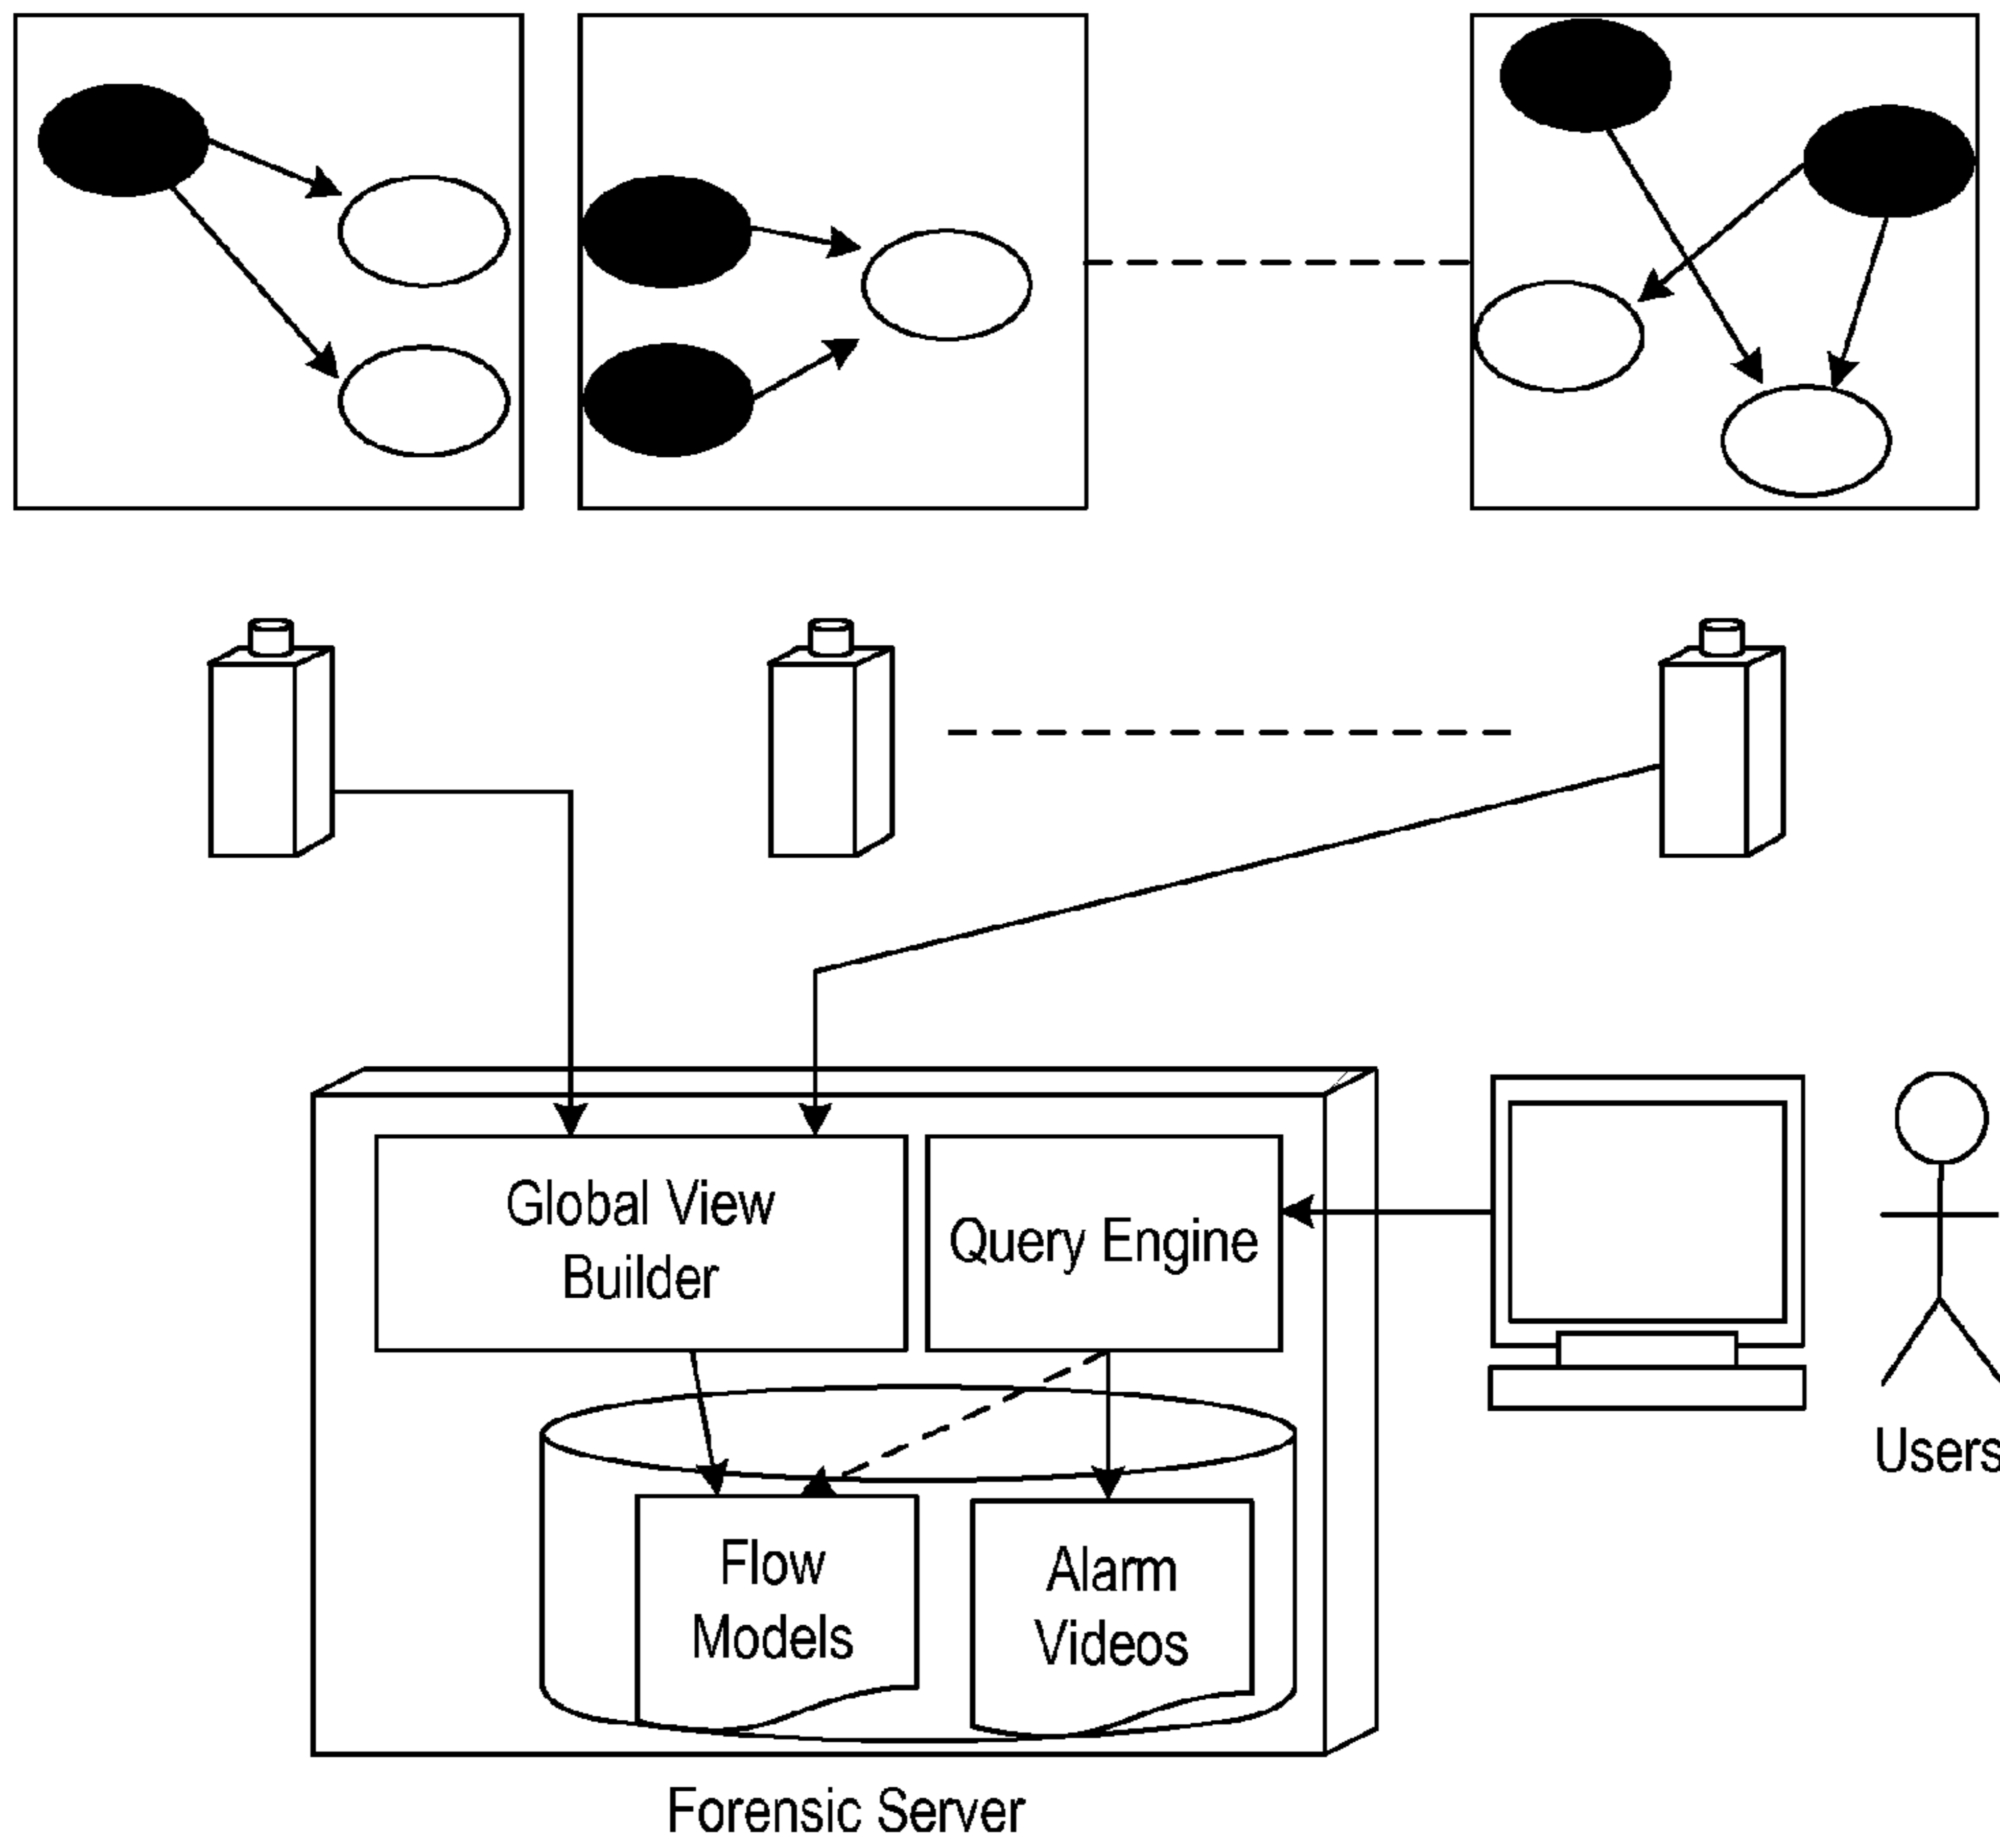 Global View
Builder
Query Engine
Users
Flow
Models
Alarm
Videos
Forensic Server